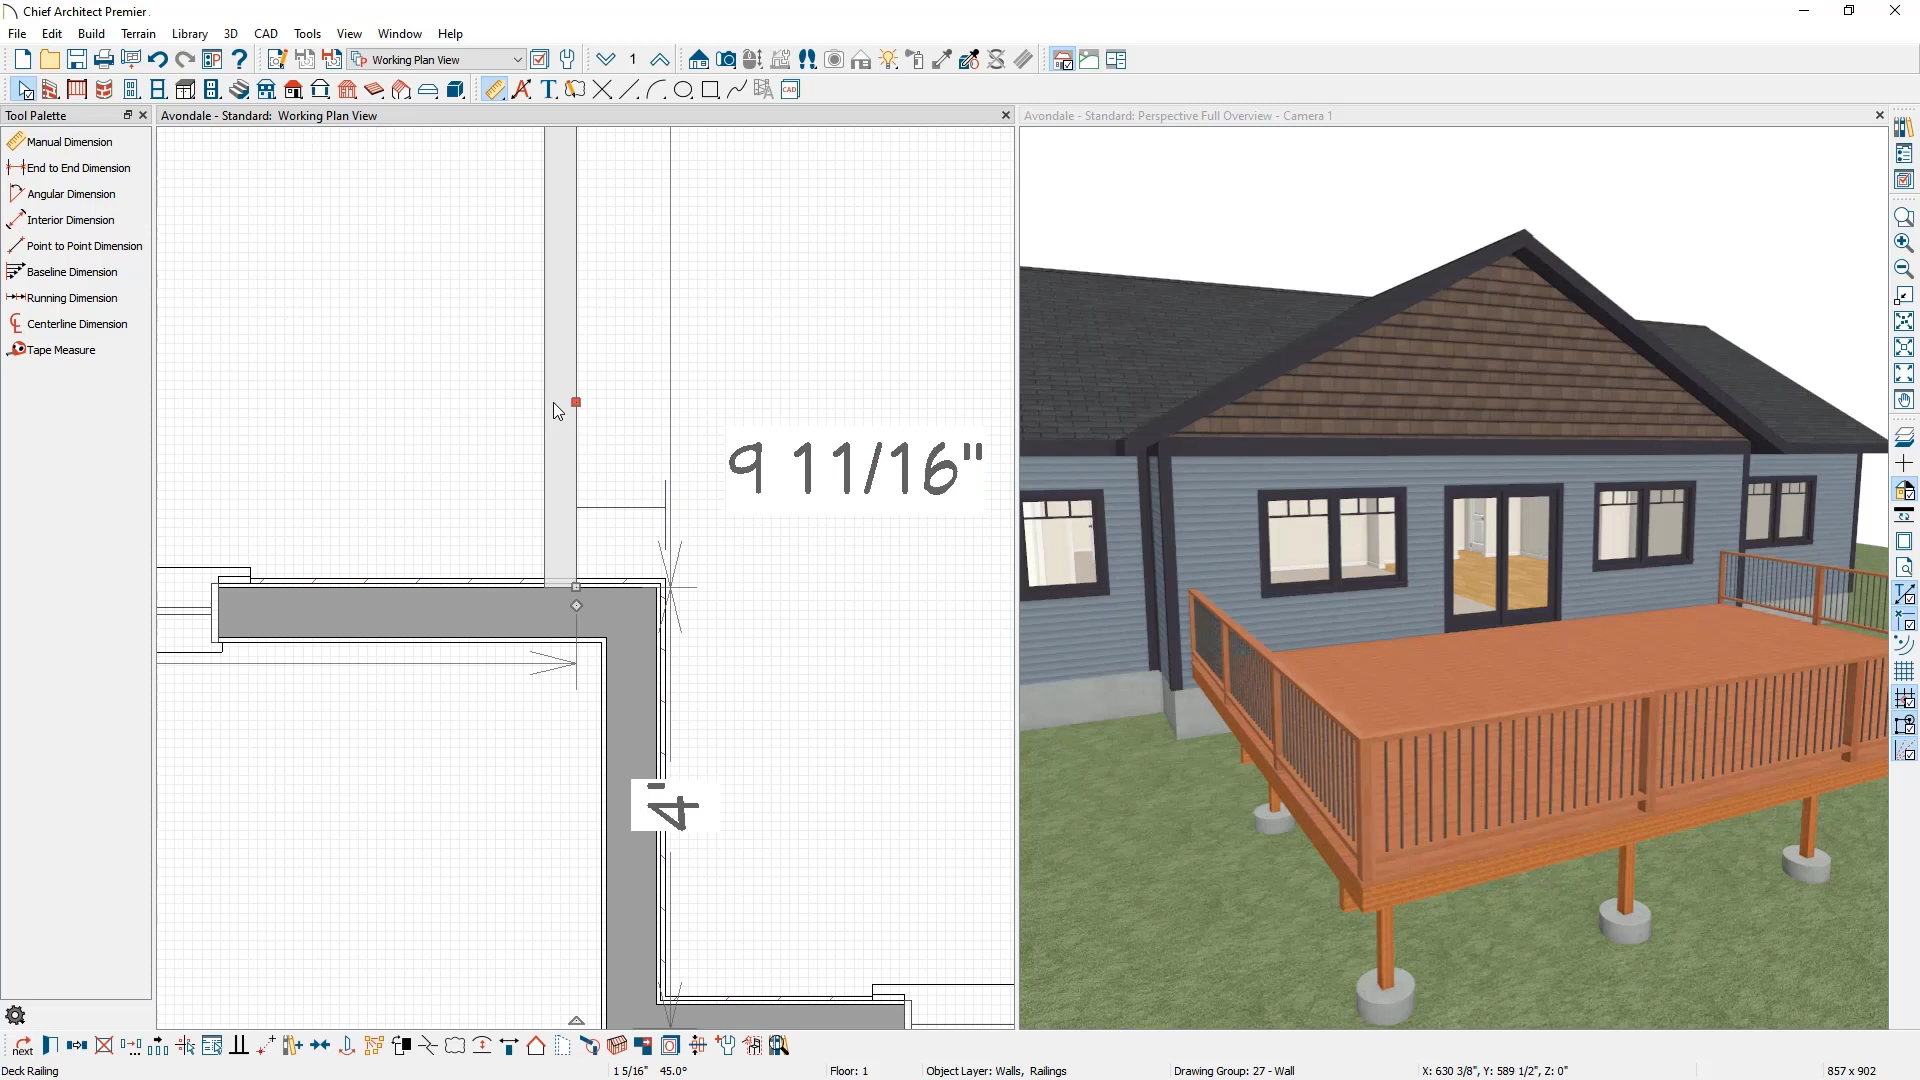 Chief Architect Premier
File Edit Build Terrain Library 3D CAD Tools View Window Help
Working Plan View
1
CAD
Tool Palette
Avondale - Standard: Working Plan View
Avondale - Standard: Perspective Full Overview - Camera 1
Manual Dimension
End to End Dimension
Angular Dimension
Interior Dimension
Point to Point Dimension
Baseline Dimension
Running Dimension
Centerline Dimension
Tape Measure
9 11/16"
4'
next
Deck Railing
1 5/16" 45.0°
Floor: 1
Object Layer: Walls, Railings
Drawing Group: 27 - Wall
X: 630 3/8", Y: 589 1/2", Z: 0"
857 x 902